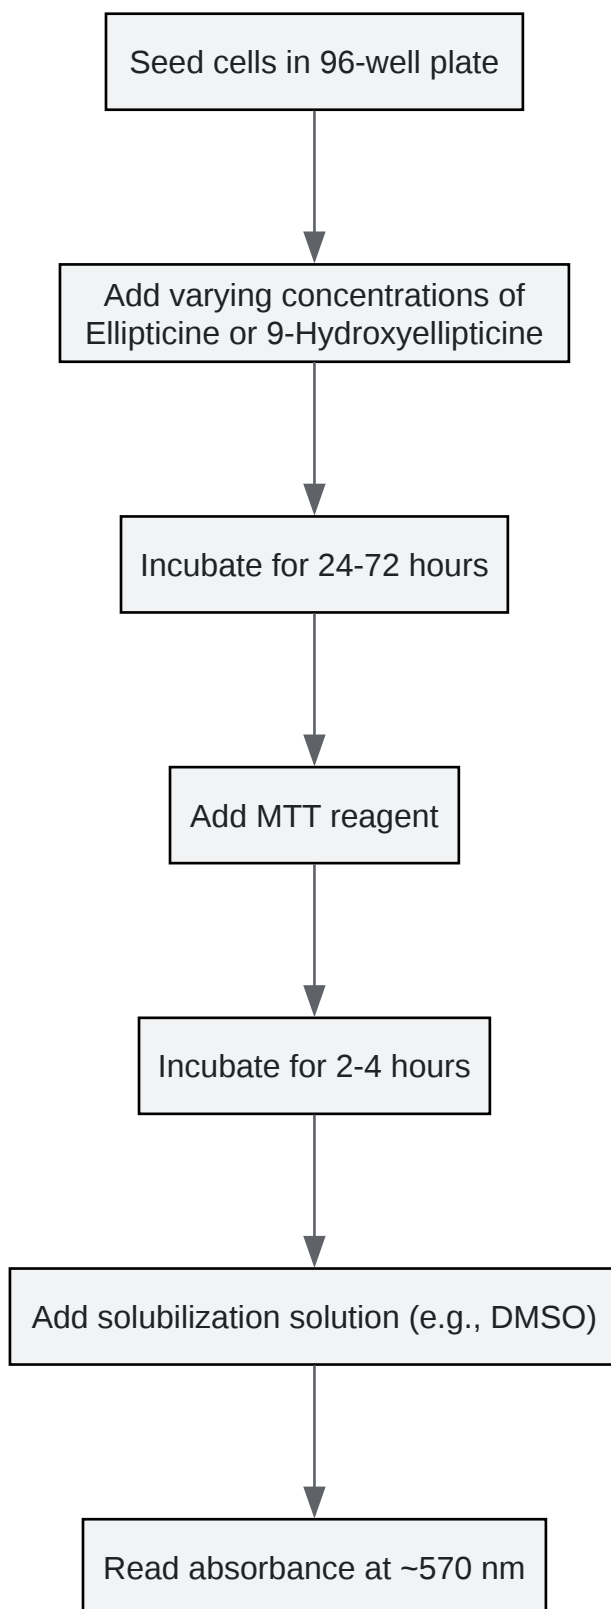 Seed cells in 96-well plate
Add varying concentrations of
Ellipticine or 9-Hydroxyellipticine
Incubate for 24-72 hours
Add MTT reagent
Incubate for 2-4 hours
Add solubilization solution (e.g., DMSO)
Read absorbance at ~570 nm